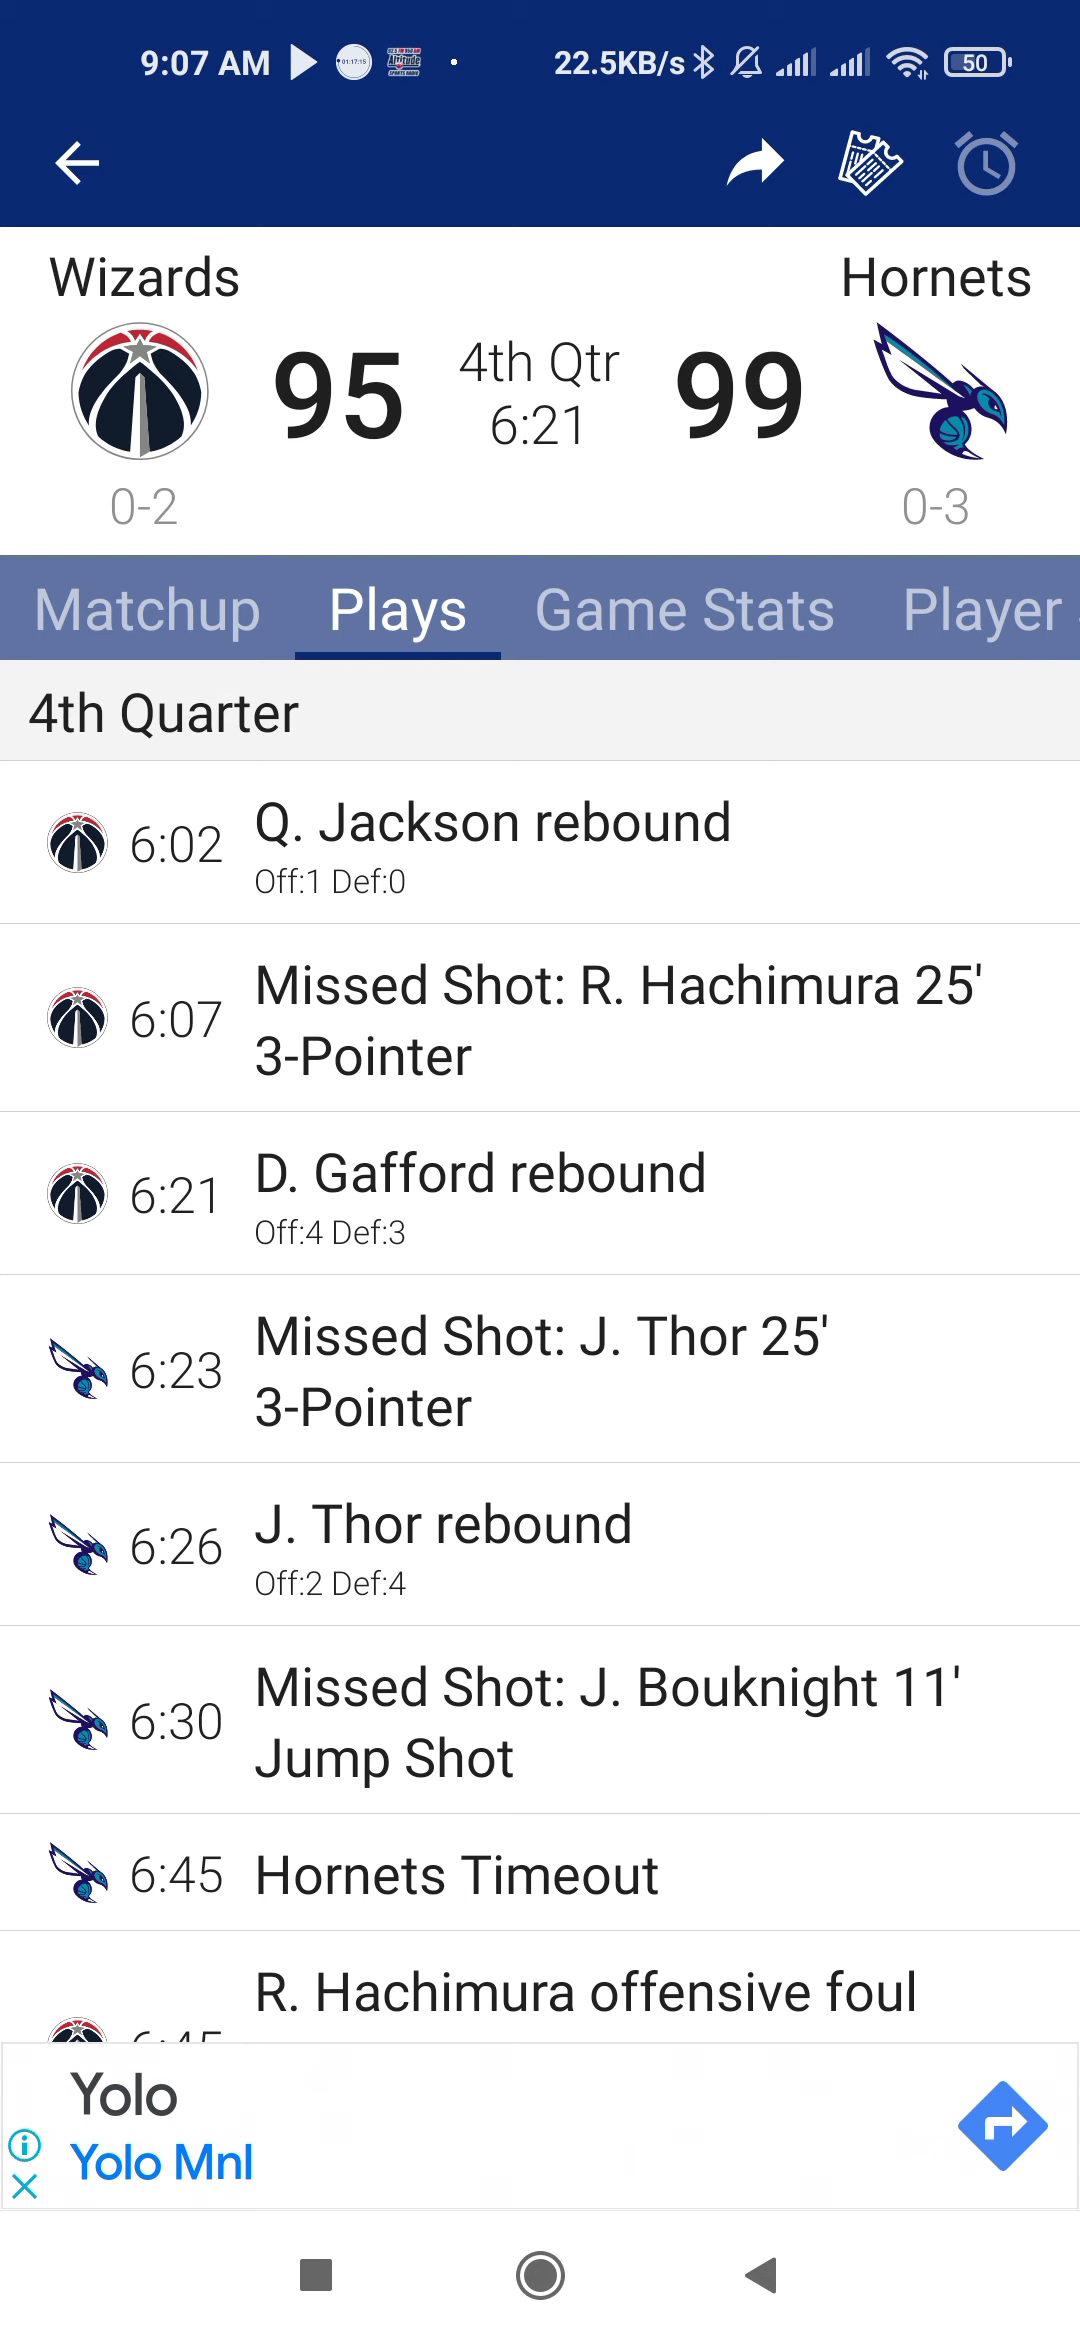 9:07 AM
22.5KB/s
50
Wizards
Hornets
95
4th Qtr
6:21
99
0-2
0-3
Matchup
Plays
Game Stats
Player
4th Quarter
6:02
Q. Jackson rebound
Off:1 Def:0
6:07
Missed Shot: R. Hachimura 25'
3-Pointer
6:21
D. Gafford rebound
Off:4 Def:3
6:23
Missed Shot: J. Thor 25'
3-Pointer
6:26
J. Thor rebound
Off:2 Def:4
6:30
Missed Shot: J. Bouknight 11'
Jump Shot
6:45
Hornets Timeout
R. Hachimura offensive foul
6:45
Yolo
Yolo Mnl